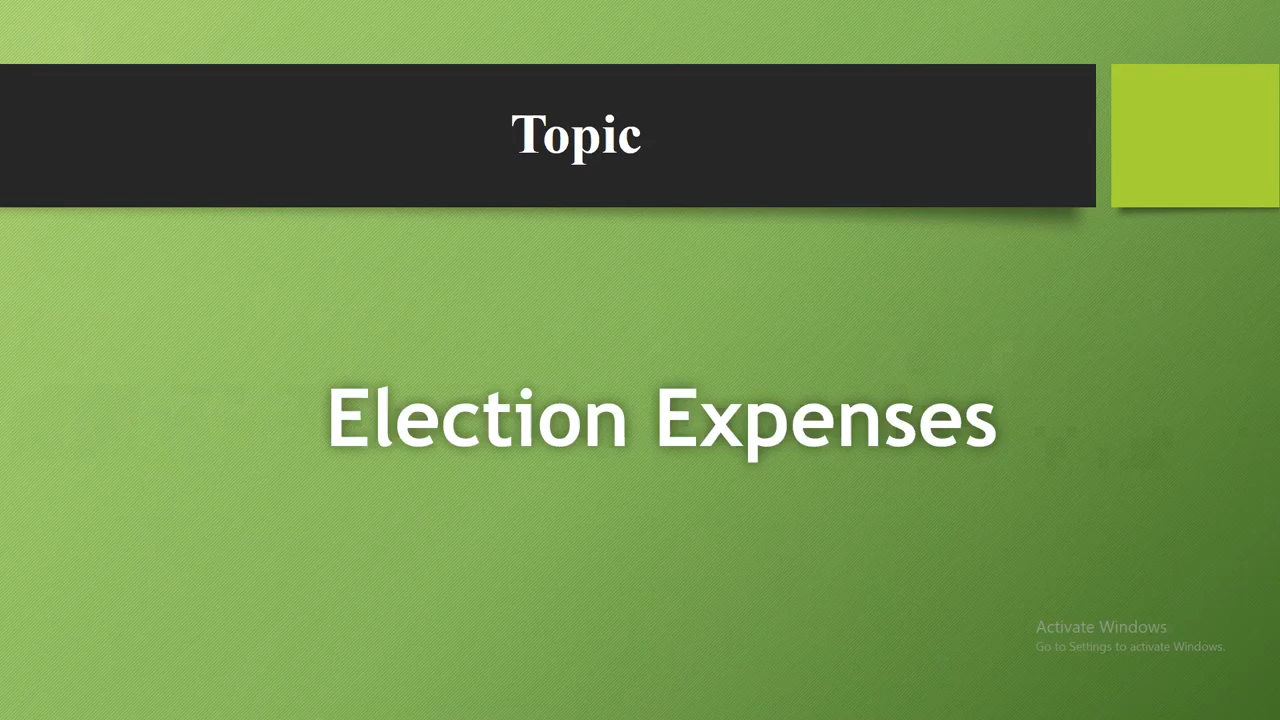 Topic
Election Expenses
Activate Windows
Go to Settings to activate Windows.